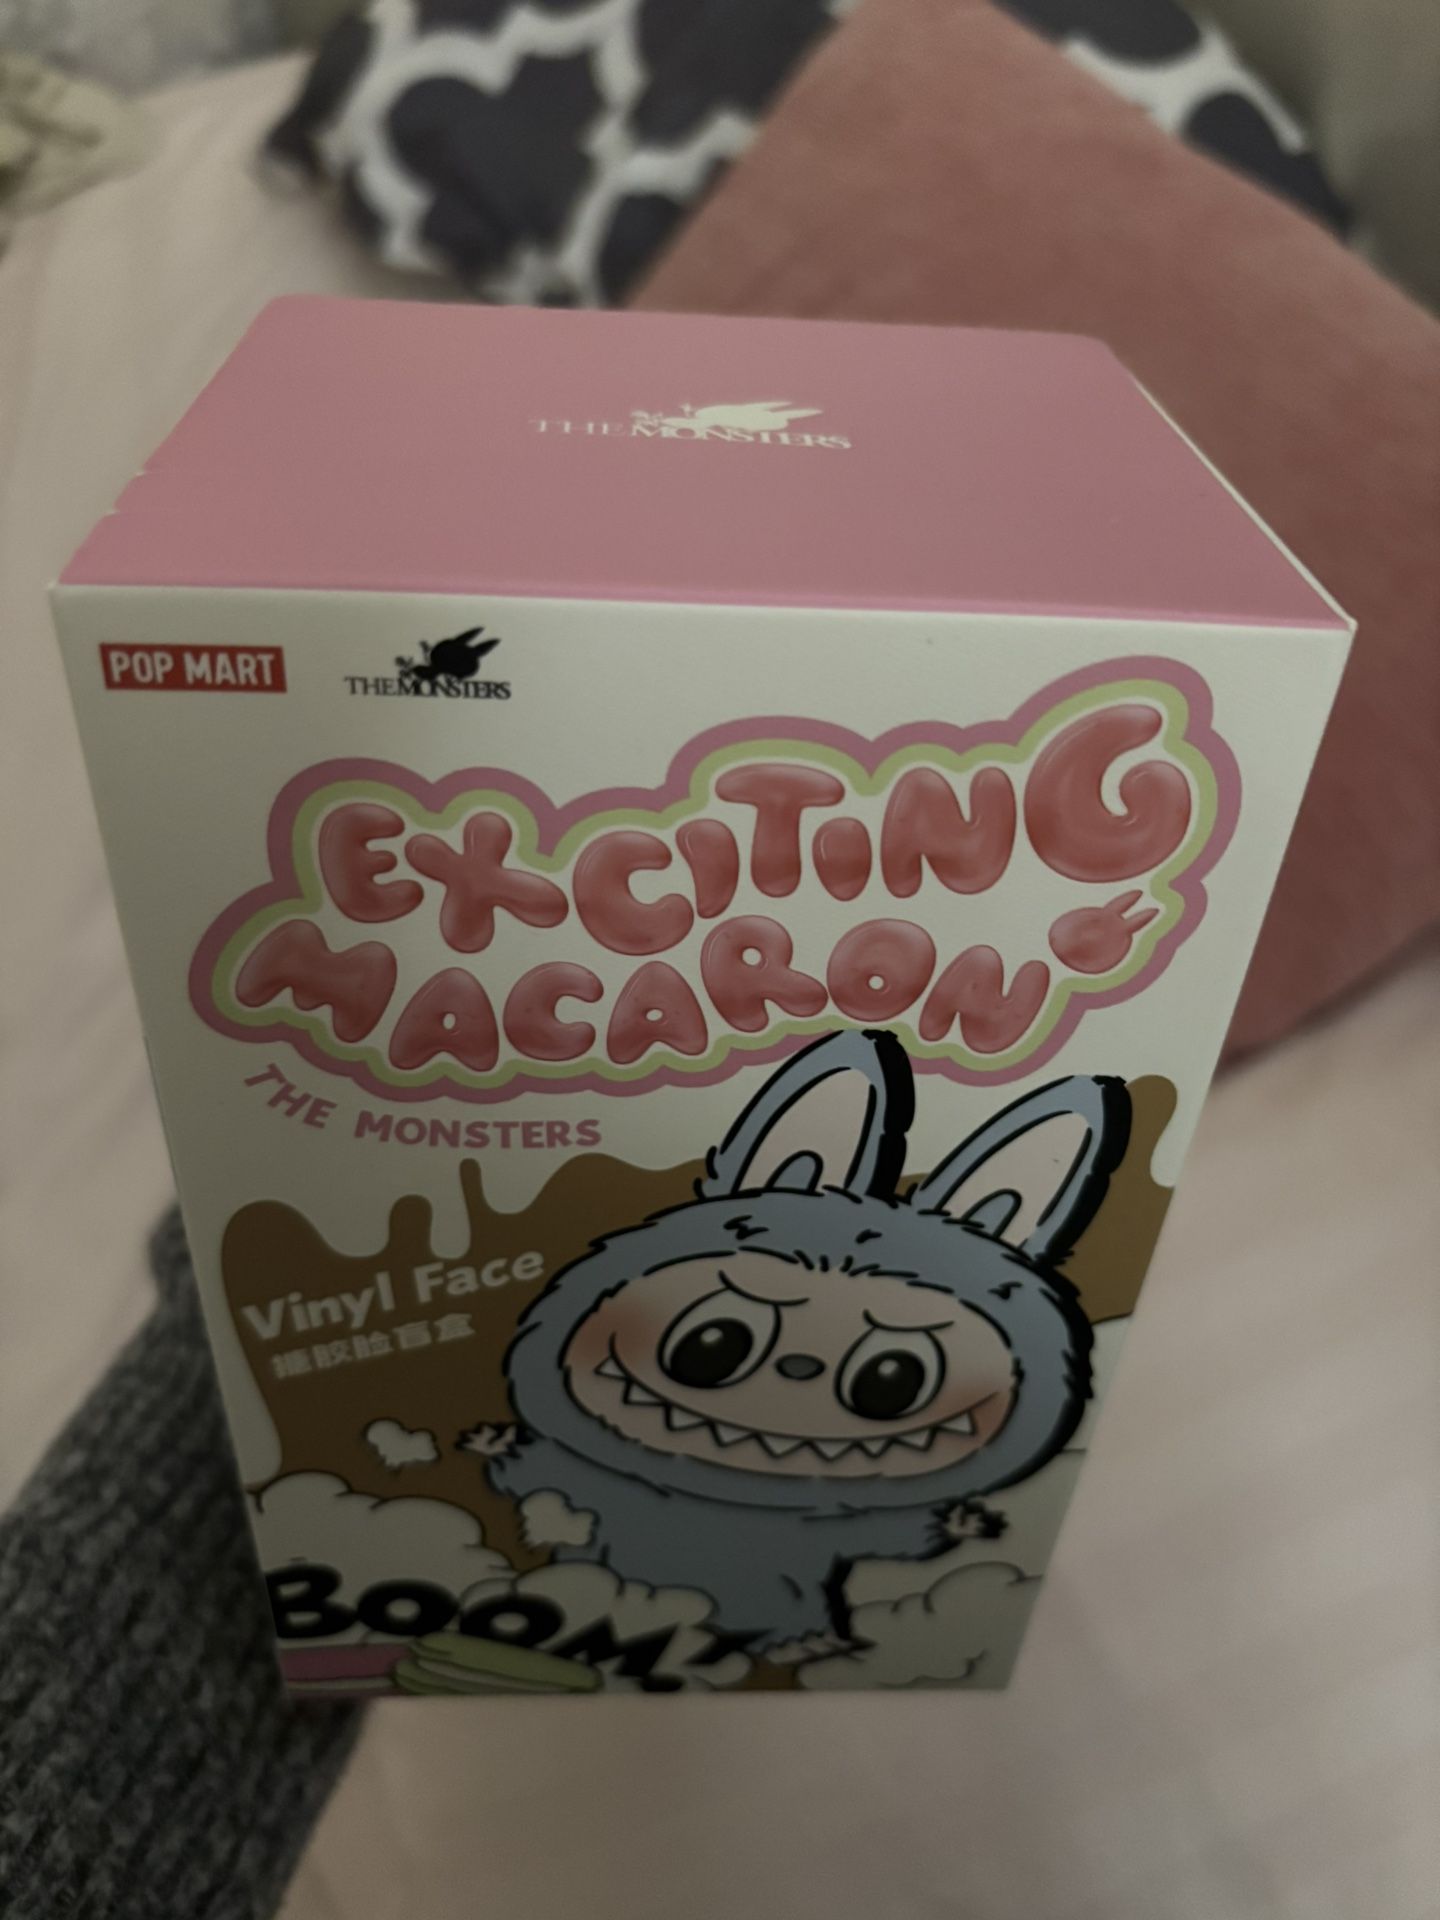 THE MONSTERS
POP MART
THE MONSTERS
EXCITING
MACARON
THE MONSTERS
Vinyl Face
搪胶脸盲盒
BOOM!